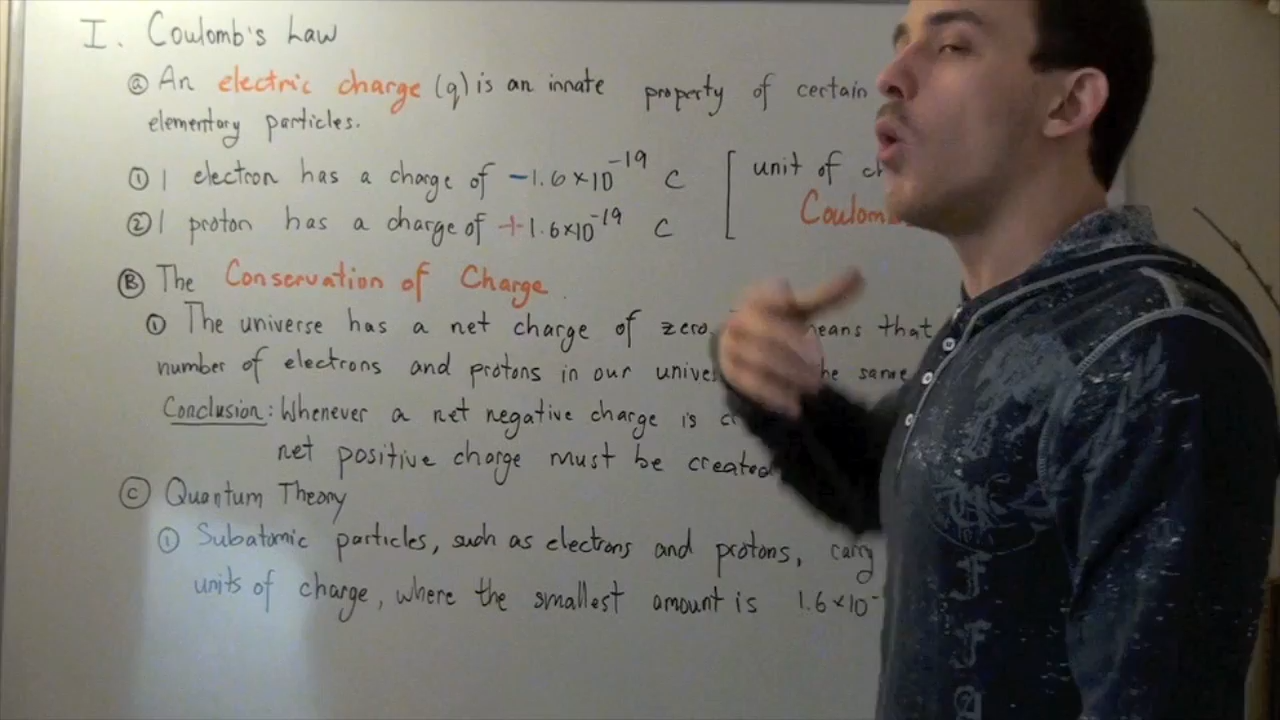 I. Coulomb's Law
ⓐ An electric charge (q) is an innate property of certain
elementary particles.
① 1 electron has a charge of -1.6×10⁻¹⁹ C [ unit of
② 1 proton has a charge of +1.6×10⁻¹⁹ C
Ⓑ The Conservation of Charge.
① The universe has a net charge of zero. that
number of electrons and protons in our same
Conclusion: Whenever a net negative charge is
net positive charge must be created
Ⓒ Quantum Theory
① Subatomic particles, such as electrons and protons, carry
units of charge, where the smallest amount is 1.6×10⁻